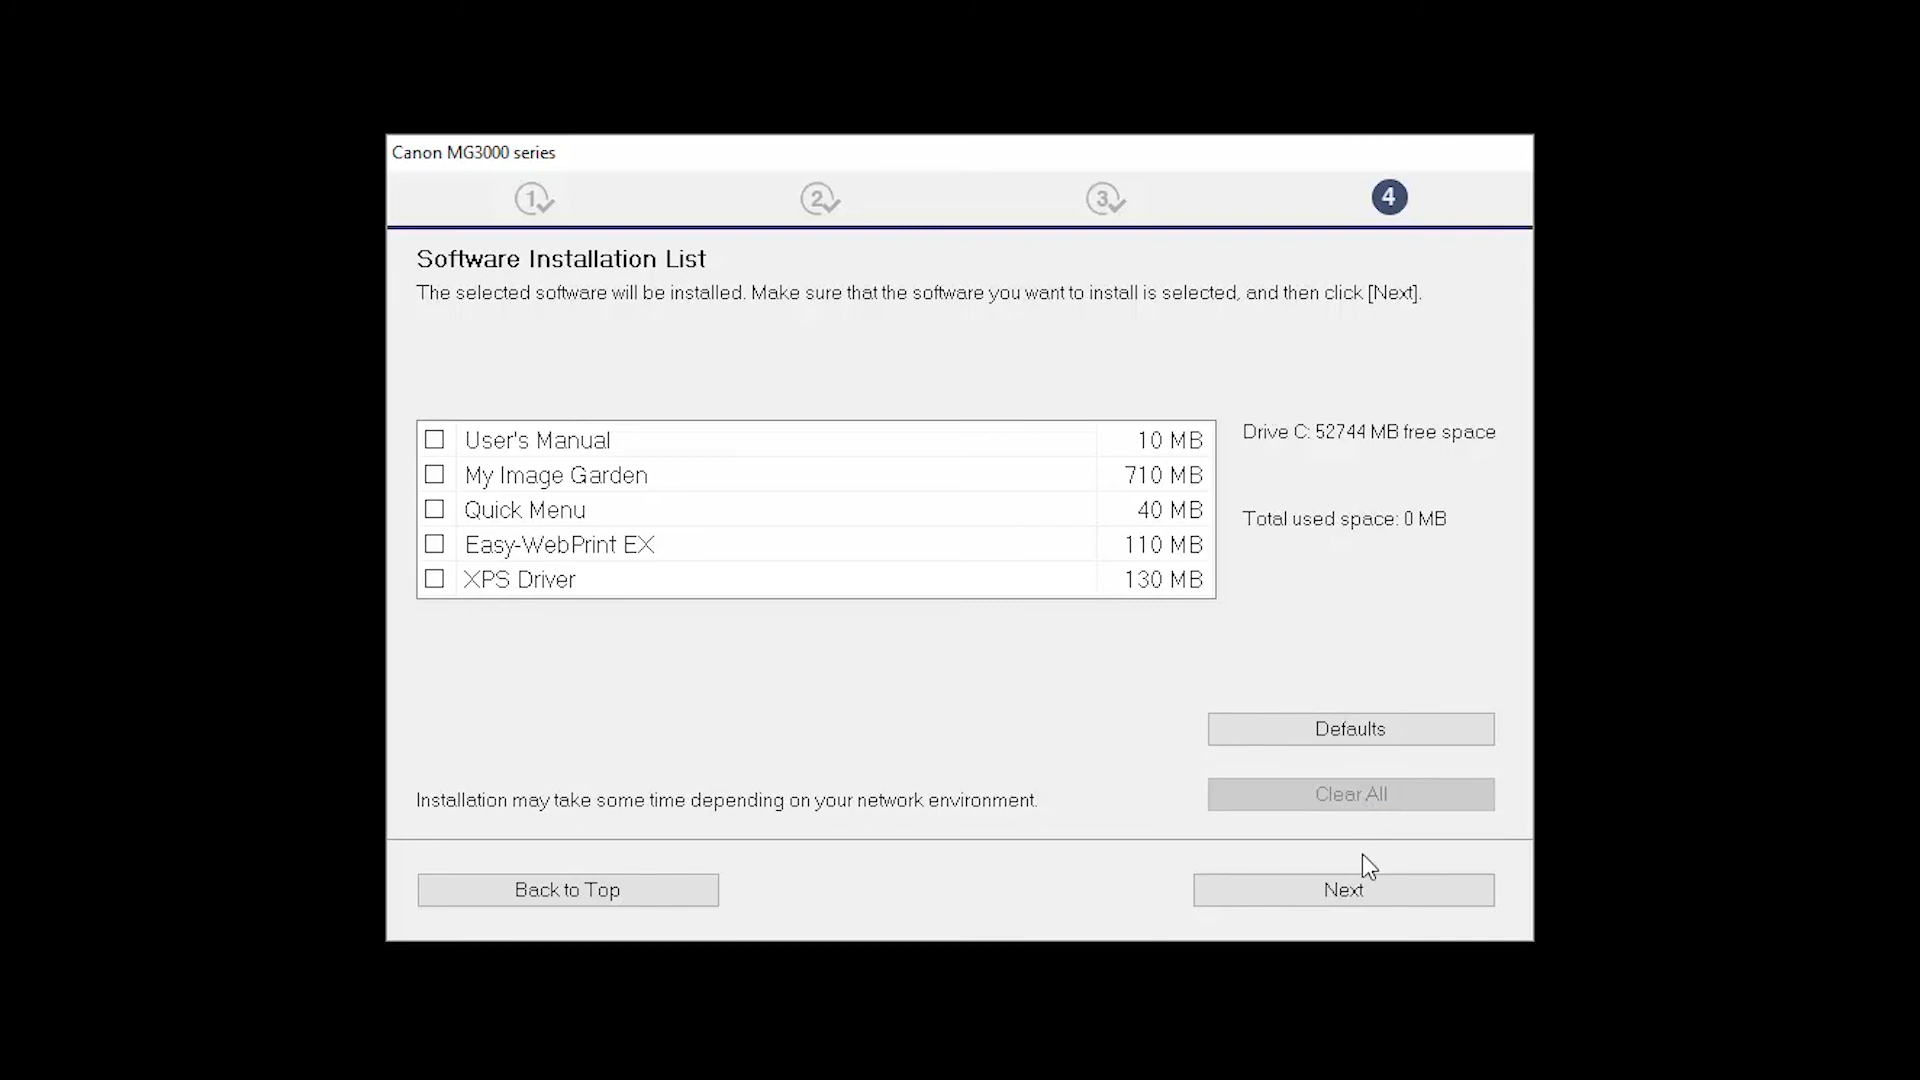 Canon MG3000 series
1 2 3 4
Software Installation List
The selected software will be installed. Make sure that the software you want to install is selected, and then click [Next].
User's Manual 10 MB
My Image Garden 710 MB
Quick Menu 40 MB
Easy-WebPrint EX 110 MB
XPS Driver 130 MB
Drive C: 52744 MB free space
Total used space: 0 MB
Defaults
Clear All
Installation may take some time depending on your network environment.
Back to Top
Next